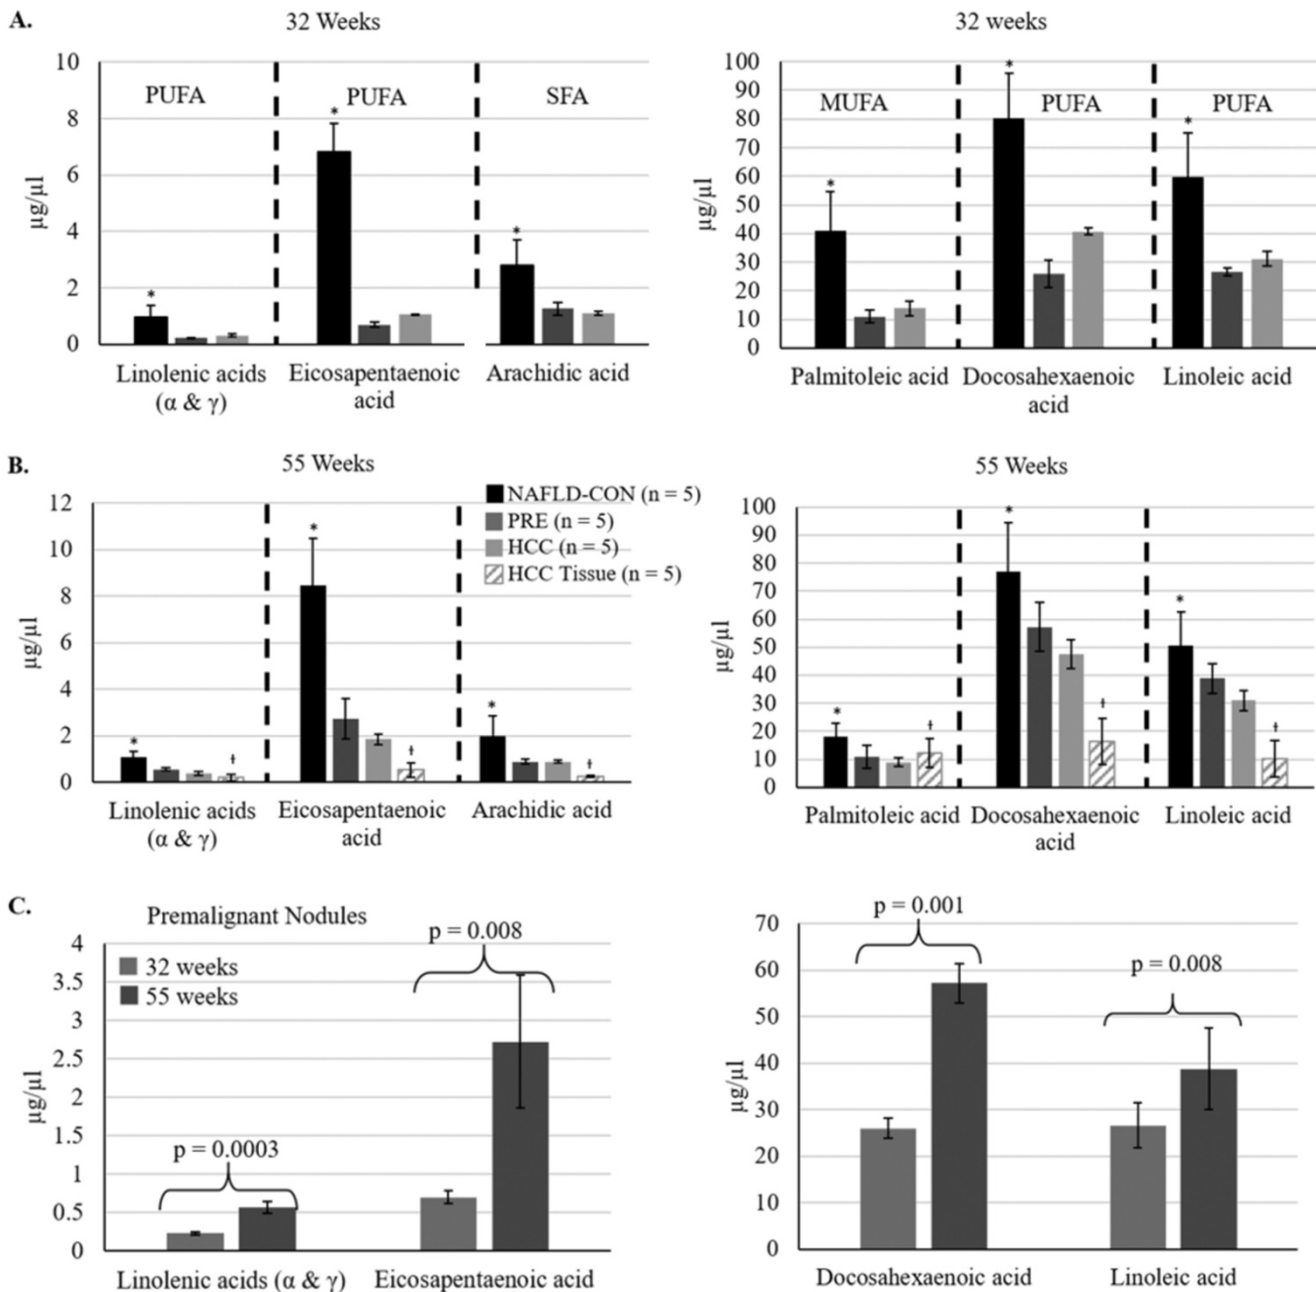 A.
32 Weeks
10
8
6
4
2
0
µg/µl
PUFA
PUFA
SFA
*
*
*
Linolenic acids
(α & γ)
Eicosapentaenoic
acid
Arachidic acid
32 weeks
100
90
80
70
60
50
40
30
20
10
0
µg/µl
MUFA
PUFA
PUFA
*
*
*
Palmitoleic acid
Docosahexaenoic
acid
Linoleic acid
B.
55 Weeks
12
10
8
6
4
2
0
µg/µl
NAFLD-CON (n = 5)
PRE (n = 5)
HCC (n = 5)
HCC Tissue (n = 5)
*
ƚ
*
ƚ
*
ƚ
Linolenic acids
(α & γ)
Eicosapentaenoic
acid
Arachidic acid
55 Weeks
100
90
80
70
60
50
40
30
20
10
0
µg/µl
*
ƚ
*
ƚ
*
ƚ
Palmitoleic acid
Docosahexaenoic
acid
Linoleic acid
C.
Premalignant Nodules
32 weeks
55 weeks
4
3.5
3
2.5
2
1.5
1
0.5
0
µg/µl
p = 0.0003
p = 0.008
Linolenic acids (α & γ)
Eicosapentaenoic acid
70
60
50
40
30
20
10
0
µg/µl
p = 0.001
p = 0.008
Docosahexaenoic acid
Linoleic acid